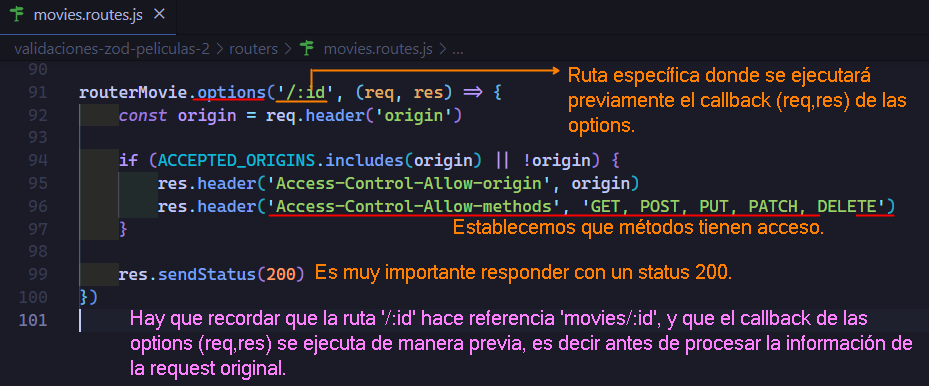 movies.routes.js ×
validaciones-zod-peliculas-2 > routers > movies.routes.js > ...
90
91 routerMovie.options('/:id', (req, res) => {
Ruta específica donde se ejecutará
previamente el callback (req,res) de las
options.
92 const origin = req.header('origin')
93
94 if (ACCEPTED_ORIGINS.includes(origin) || !origin) {
95 res.header('Access-Control-Allow-origin', origin)
96 res.header('Access-Control-Allow-methods', 'GET, POST, PUT, PATCH, DELETE')
97 }
Establecemos que métodos tienen acceso.
98
99 res.sendStatus(200) Es muy importante responder con un status 200.
100 })
101
Hay que recordar que la ruta '/:id' hace referencia 'movies/:id', y que el callback de las
options (req,res) se ejecuta de manera previa, es decir antes de procesar la información de
la request original.